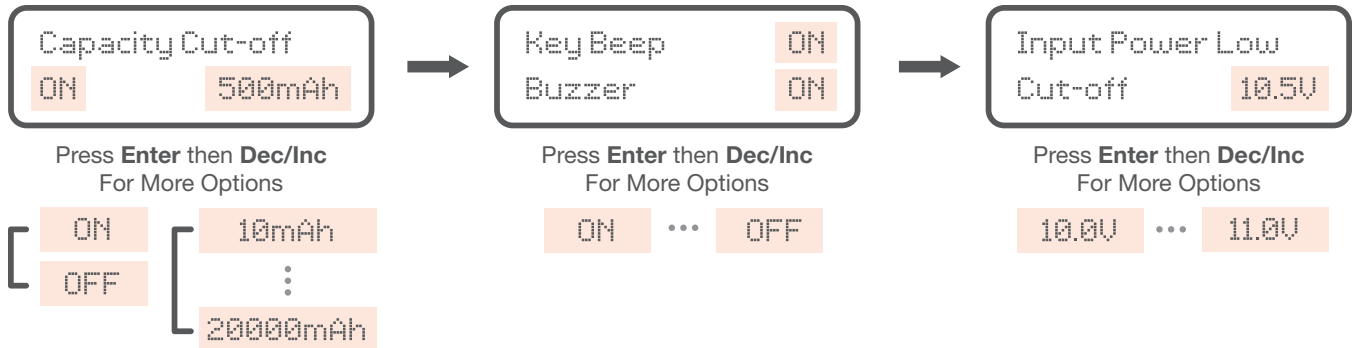 Capacity Cut-off
ON 500mAh
Press Enter then Dec/Inc
For More Options
ON
OFF
10mAh
20000mAh
Key Beep ON
Buzzer ON
Press Enter then Dec/Inc
For More Options
ON ••• OFF
Input Power Low
Cut-off 10.5V
Press Enter then Dec/Inc
For More Options
10.0V ••• 11.0V